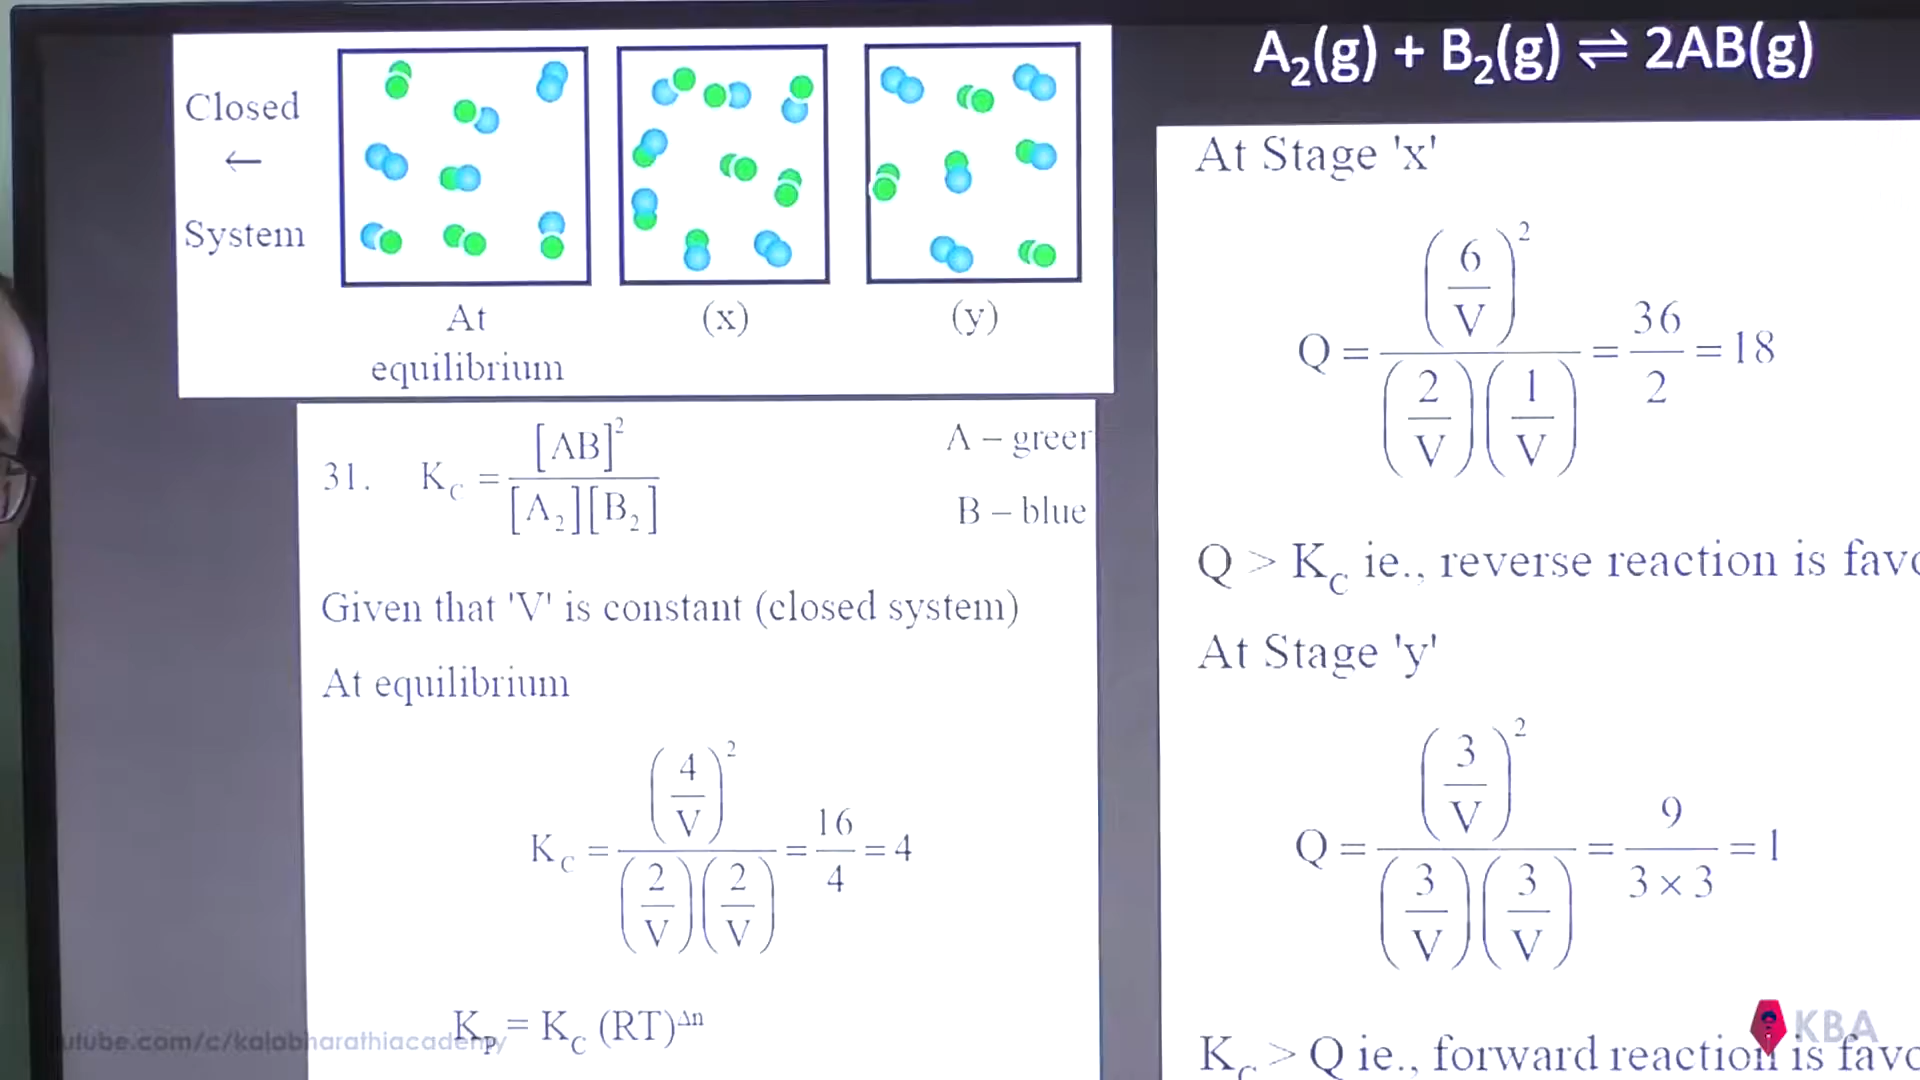 A₂(g) + B₂(g) ⇌ 2AB(g)
Closed
←
System
At
equilibrium
(x)
(y)
31. K_C = [AB]² / [A₂][B₂]
A – greer
B – blue
Given that 'V' is constant (closed system)
At equilibrium
K_C = (4/V)² / (2/V)(2/V) = 16/4 = 4
K_P = K_C (RT)^Δn
At Stage 'x'
Q = (6/V)² / (2/V)(1/V) = 36/2 = 18
Q > K_C ie., reverse reaction is favo
At Stage 'y'
Q = (3/V)² / (3/V)(3/V) = 9 / 3 × 3 = 1
K_C > Q ie., forward reaction is favo
utube.com/c/kalabharathiacademy
KBA